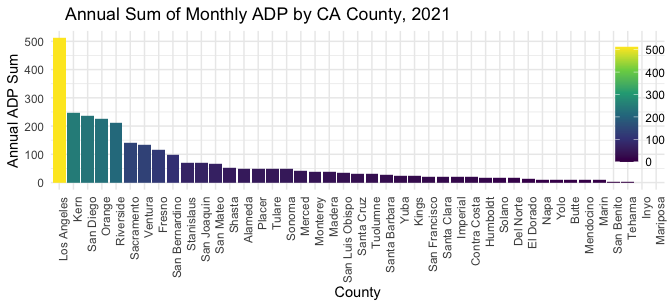 Annual Sum of Monthly ADP by CA County, 2021
Annual ADP Sum
500
400
300
200
100
0
500
400
300
200
100
0
Los Angeles
Kern
San Diego
Orange
Riverside
Sacramento
Ventura
Fresno
San Bernardino
Stanislaus
San Joaquin
San Mateo
Shasta
Alameda
Placer
Tulare
Sonoma
Merced
Monterey
Madera
San Luis Obispo
Santa Cruz
Tuolumne
Santa Barbara
Yuba
Kings
San Francisco
Santa Clara
Imperial
Contra Costa
Humboldt
Solano
Del Norte
El Dorado
Napa
Yolo
Butte
Mendocino
Marin
San Benito
Tehama
Inyo
Mariposa
County